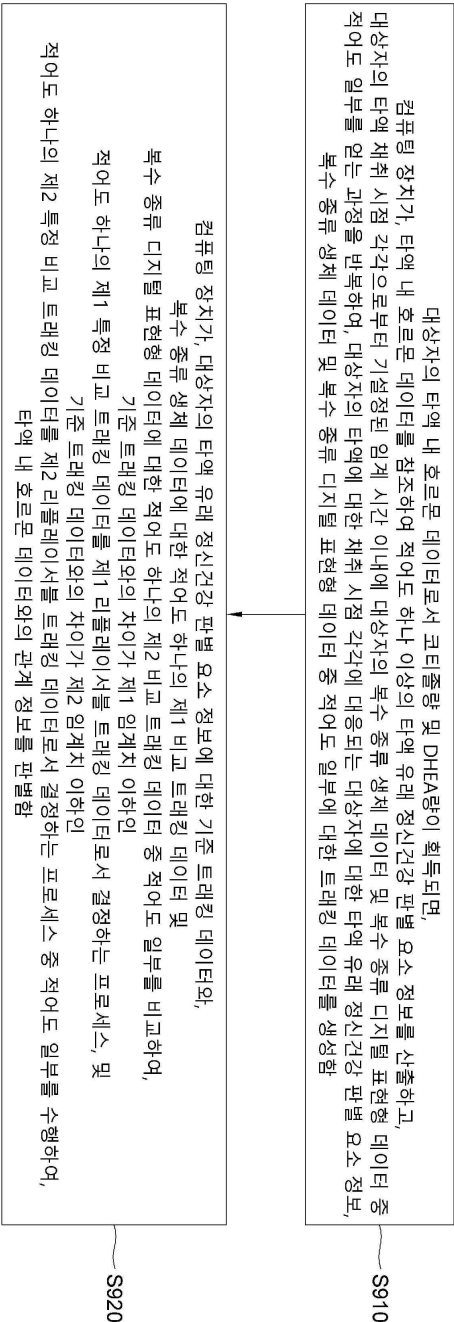 대상자의 타액 내 호르몬 데이터로서 코티졸량 및 DHEA량이 획득되면,
컴퓨팅 장치가, 타액 내 호르몬 데이터를 참조하여 적어도 하나 이상의 타액 유래 정신건강 판별 요소 정보를 산출하고,
대상자의 타액 채취 시점 각각으로부터 기설정된 임계 시간 이내에 대상자의 복수 종류 생체 데이터 및 복수 종류 디지털 표현형 데이터 중
적어도 일부를 얻는 과정을 반복하여, 대상자의 타액에 대한 채취 시점 각각에 대응되는 대상자에 대한 타액 유래 정신건강 판별 요소 정보,
복수 종류 생체 데이터 및 복수 종류 디지털 표현형 데이터 중 적어도 일부에 대한 트래킹 데이터를 생성함
S910
컴퓨팅 장치가, 대상자의 타액 유래 정신건강 판별 요소 정보에 대한 기준 트래킹 데이터와,
복수 종류 생체 데이터에 대한 적어도 하나의 제1 비교 트래킹 데이터 및
복수 종류 디지털 표현형 데이터에 대한 적어도 하나의 제2 비교 트래킹 데이터 중 적어도 일부를 비교하여,
기준 트래킹 데이터와의 차이가 제1 임계치 이하인
적어도 하나의 제1 특정 비교 트래킹 데이터를 제1 리플레이서블 트래킹 데이터로서 결정하는 프로세스, 및
기준 트래킹 데이터와의 차이가 제2 임계치 이하인
적어도 하나의 제2 특정 비교 트래킹 데이터를 제2 리플레이서블 트래킹 데이터로서 결정하는 프로세스 중 적어도 일부를 수행하여,
타액 내 호르몬 데이터와의 관계 정보를 판별함
S920